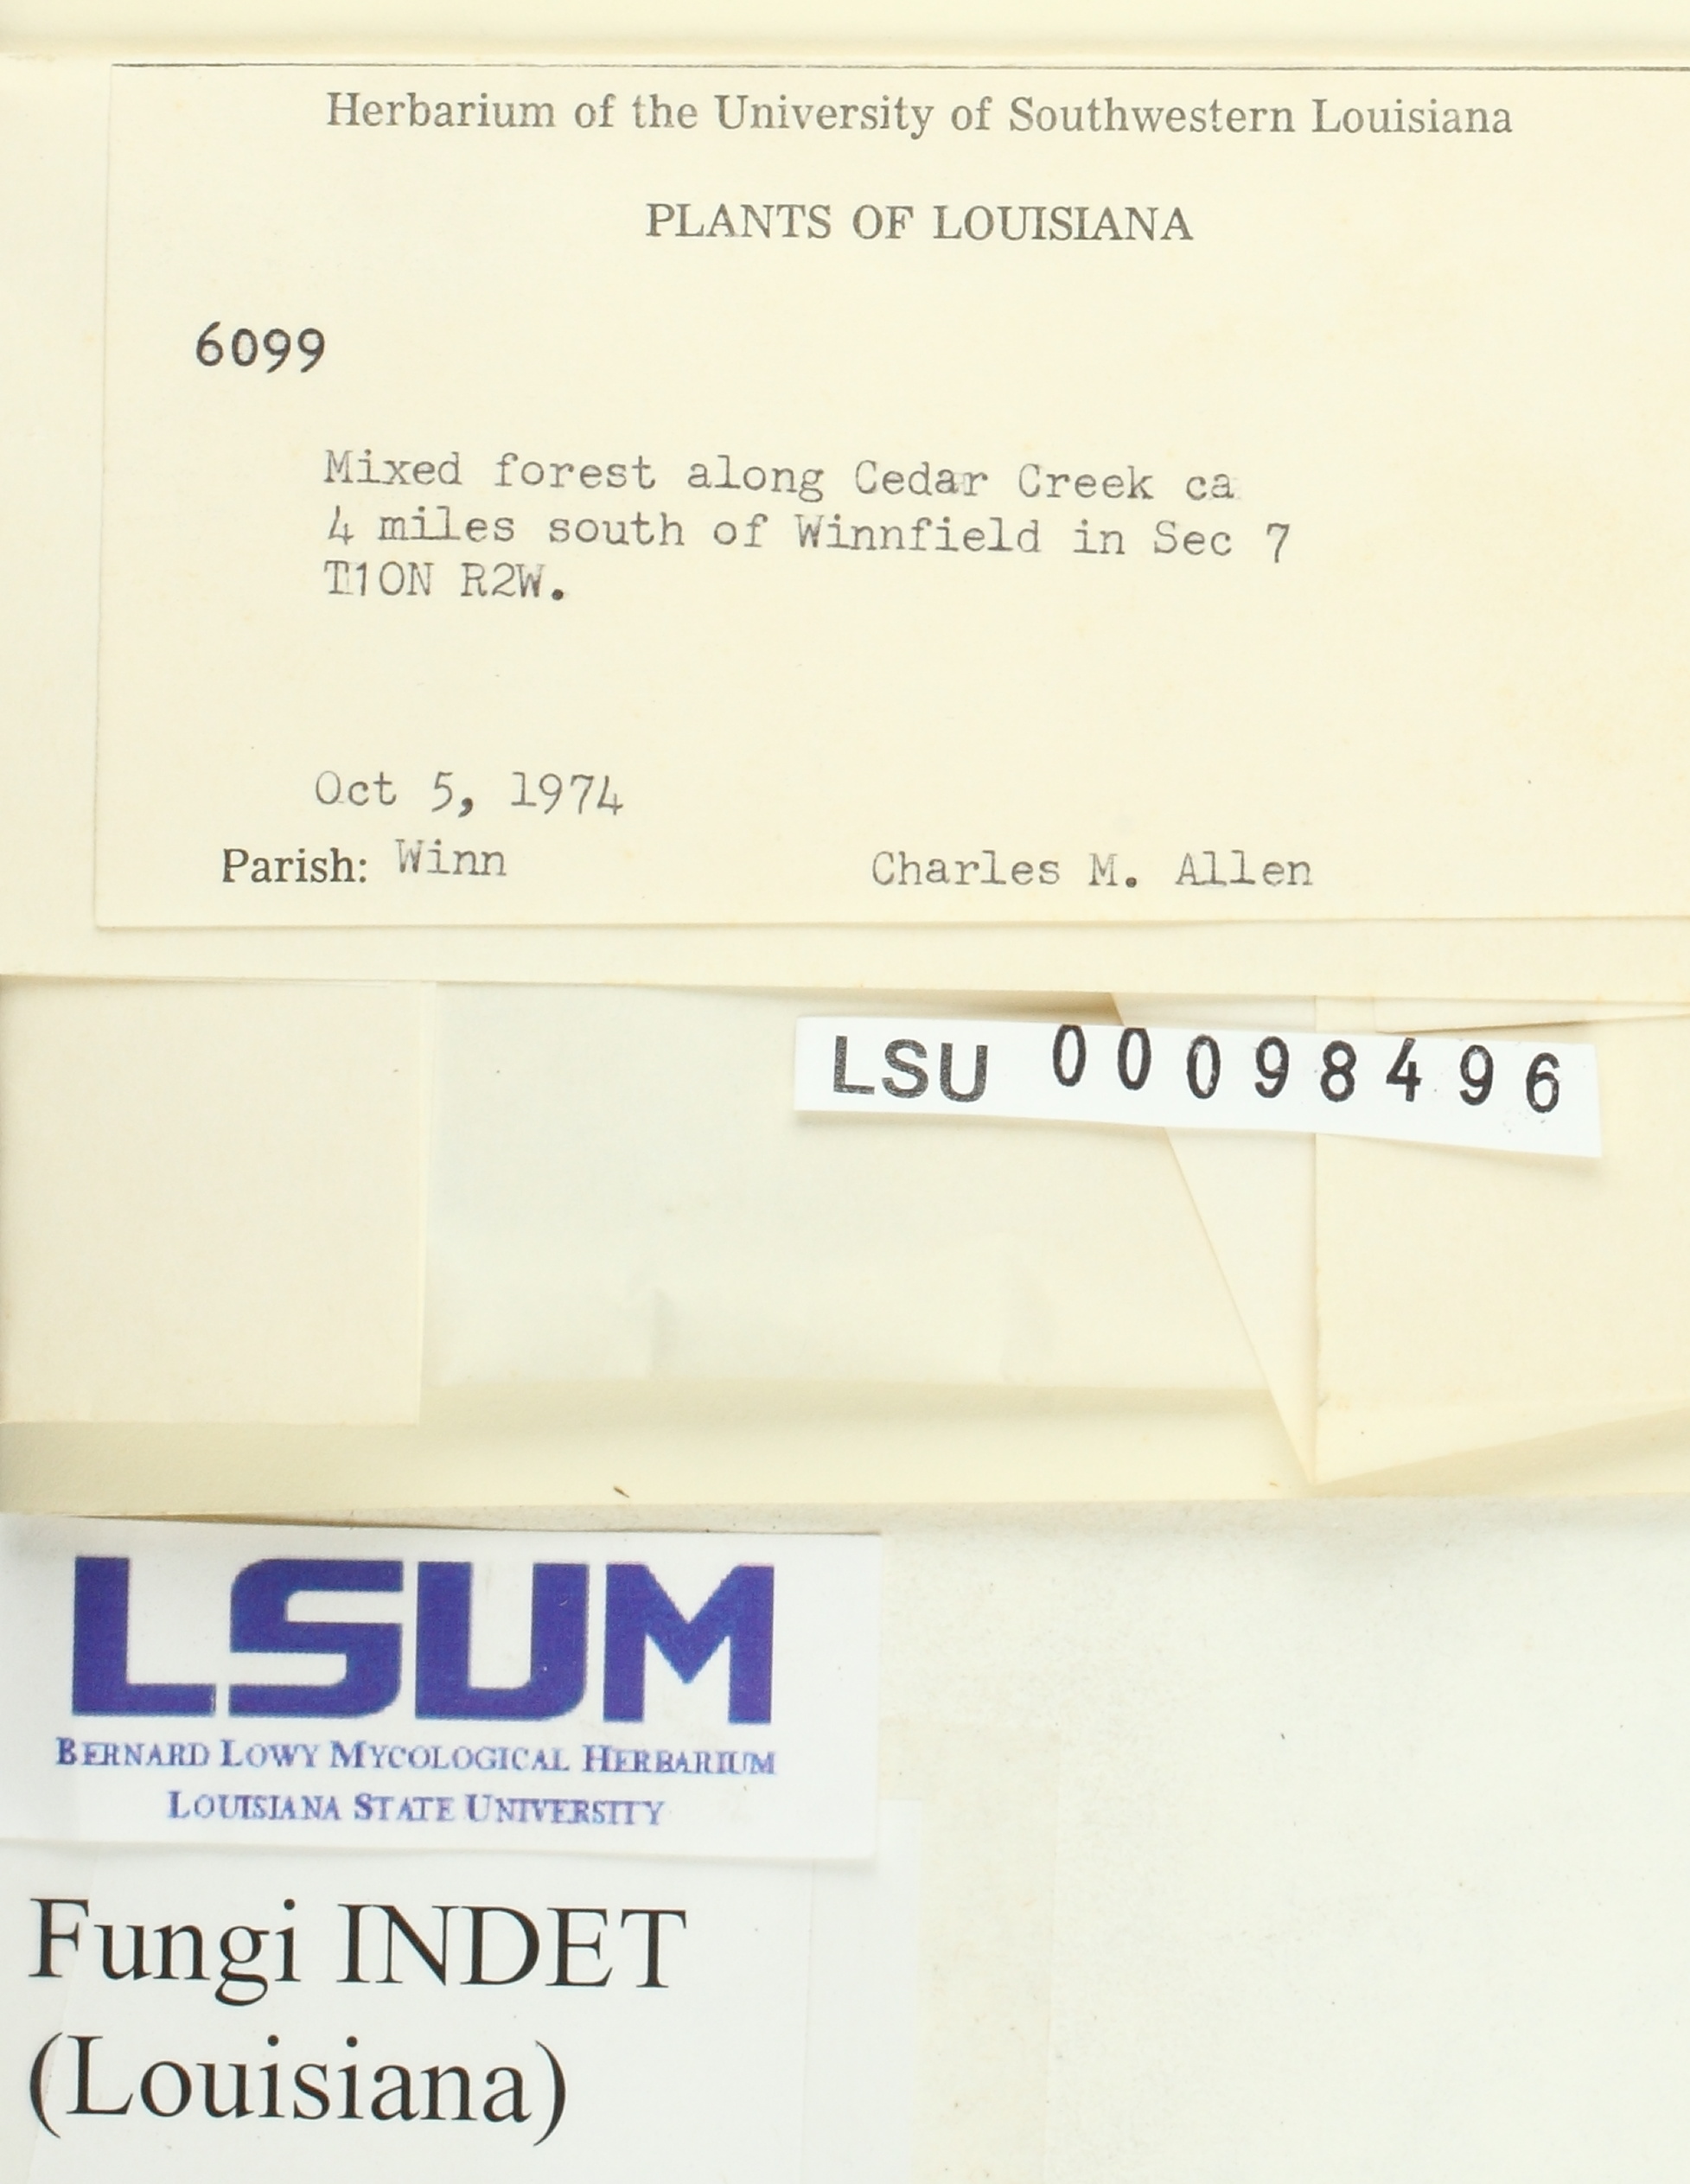 Herbarium of the University of Southwestern Louisiana
PLANTS OF LOUISIANA
6099
Mixed forest along Cedar Creek ca
4 miles south of Winnfield in Sec 7
T10N R2W.
Oct 5, 1974
Parish: Winn Charles M. Allen
LSU 00098496
LSUM
BERNARD LOWY MYCOLOGICAL HERBARIUM
LOUISIANA STATE UNIVERSITY
Fungi INDET
(Louisiana)